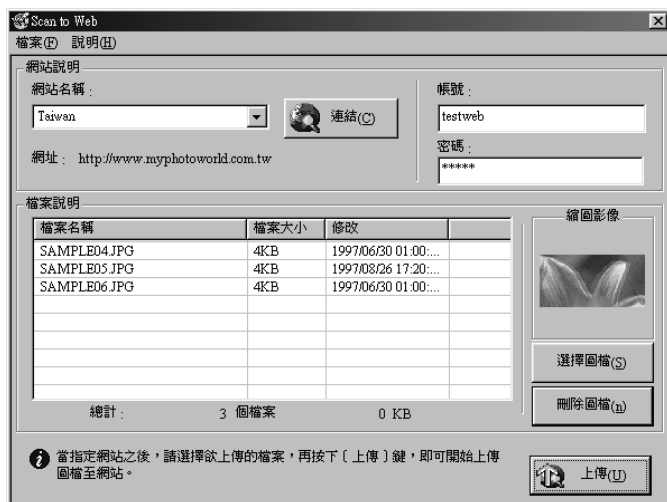 Scan to Web
檔案(F) 說明(H)
網站說明
網站名稱 :
Taiwan
連結(C)
網址 : http://www.myphotoworld.com.tw
帳號 :
testweb
密碼 :
*****
檔案說明
檔案名稱 檔案大小 修改
SAMPLE04.JPG 4KB 1997/06/30 01:00:...
SAMPLE05.JPG 4KB 1997/08/26 17:20:...
SAMPLE06.JPG 4KB 1997/06/30 01:00:...
總計 : 3 個檔案 0 KB
縮圖影像
選擇圖檔(S)
刪除圖檔(n)
當指定網站之後,請選擇欲上傳的檔案,再按下〔上傳〕鍵,即可開始上傳
圖檔至網站。
上傳(U)